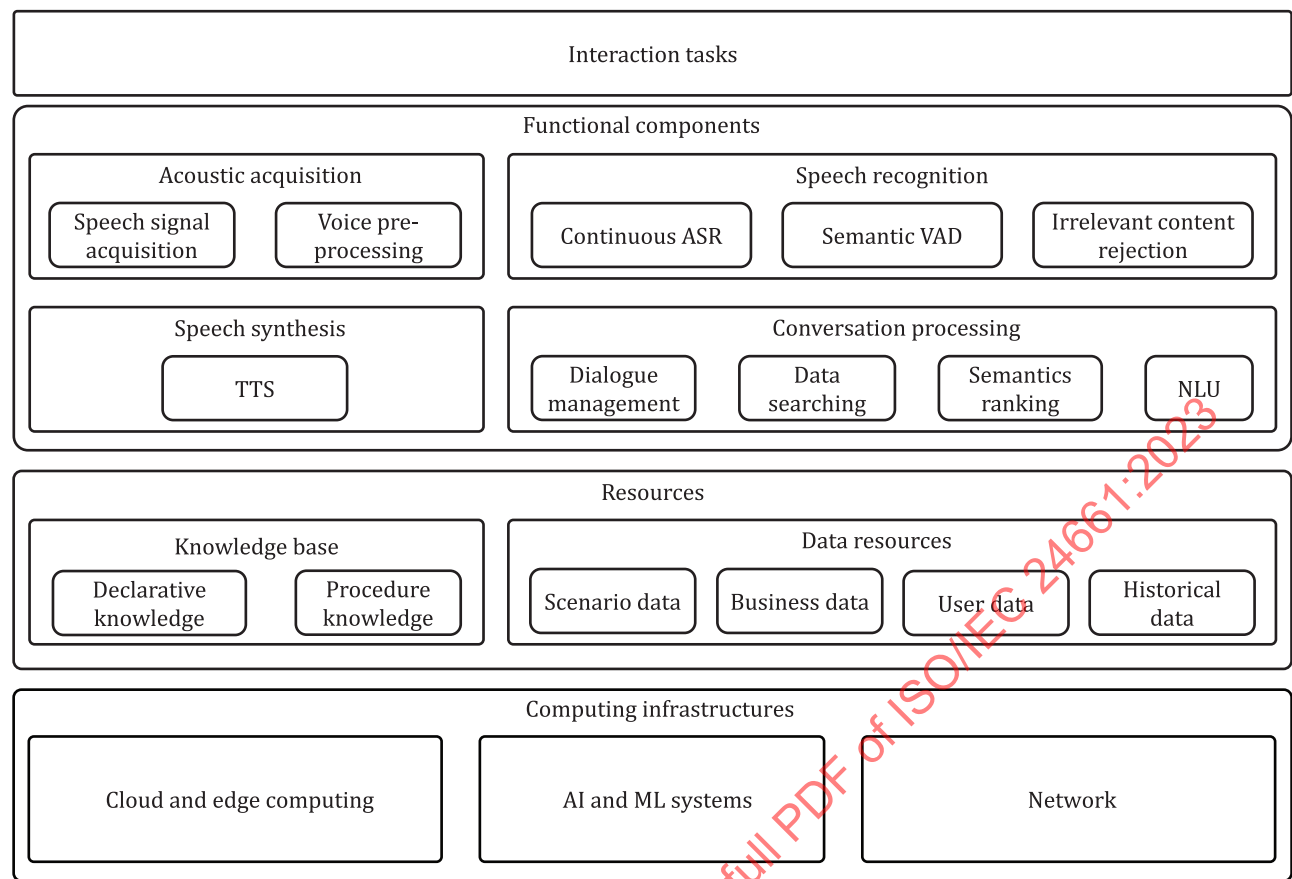 Interaction tasks
Functional components
Acoustic acquisition
Speech signal
acquisition
Voice pre-
processing
Speech recognition
Continuous ASR
Semantic VAD
Irrelevant content
rejection
Speech synthesis
TTS
Conversation processing
Dialogue
management
Data
searching
Semantics
ranking
NLU
Resources
Knowledge base
Declarative
knowledge
Procedure
knowledge
Data resources
Scenario data
Business data
User data
Historical
data
Computing infrastructures
Cloud and edge computing
AI and ML systems
Network
full PDF of ISO/IEC 24661:2023